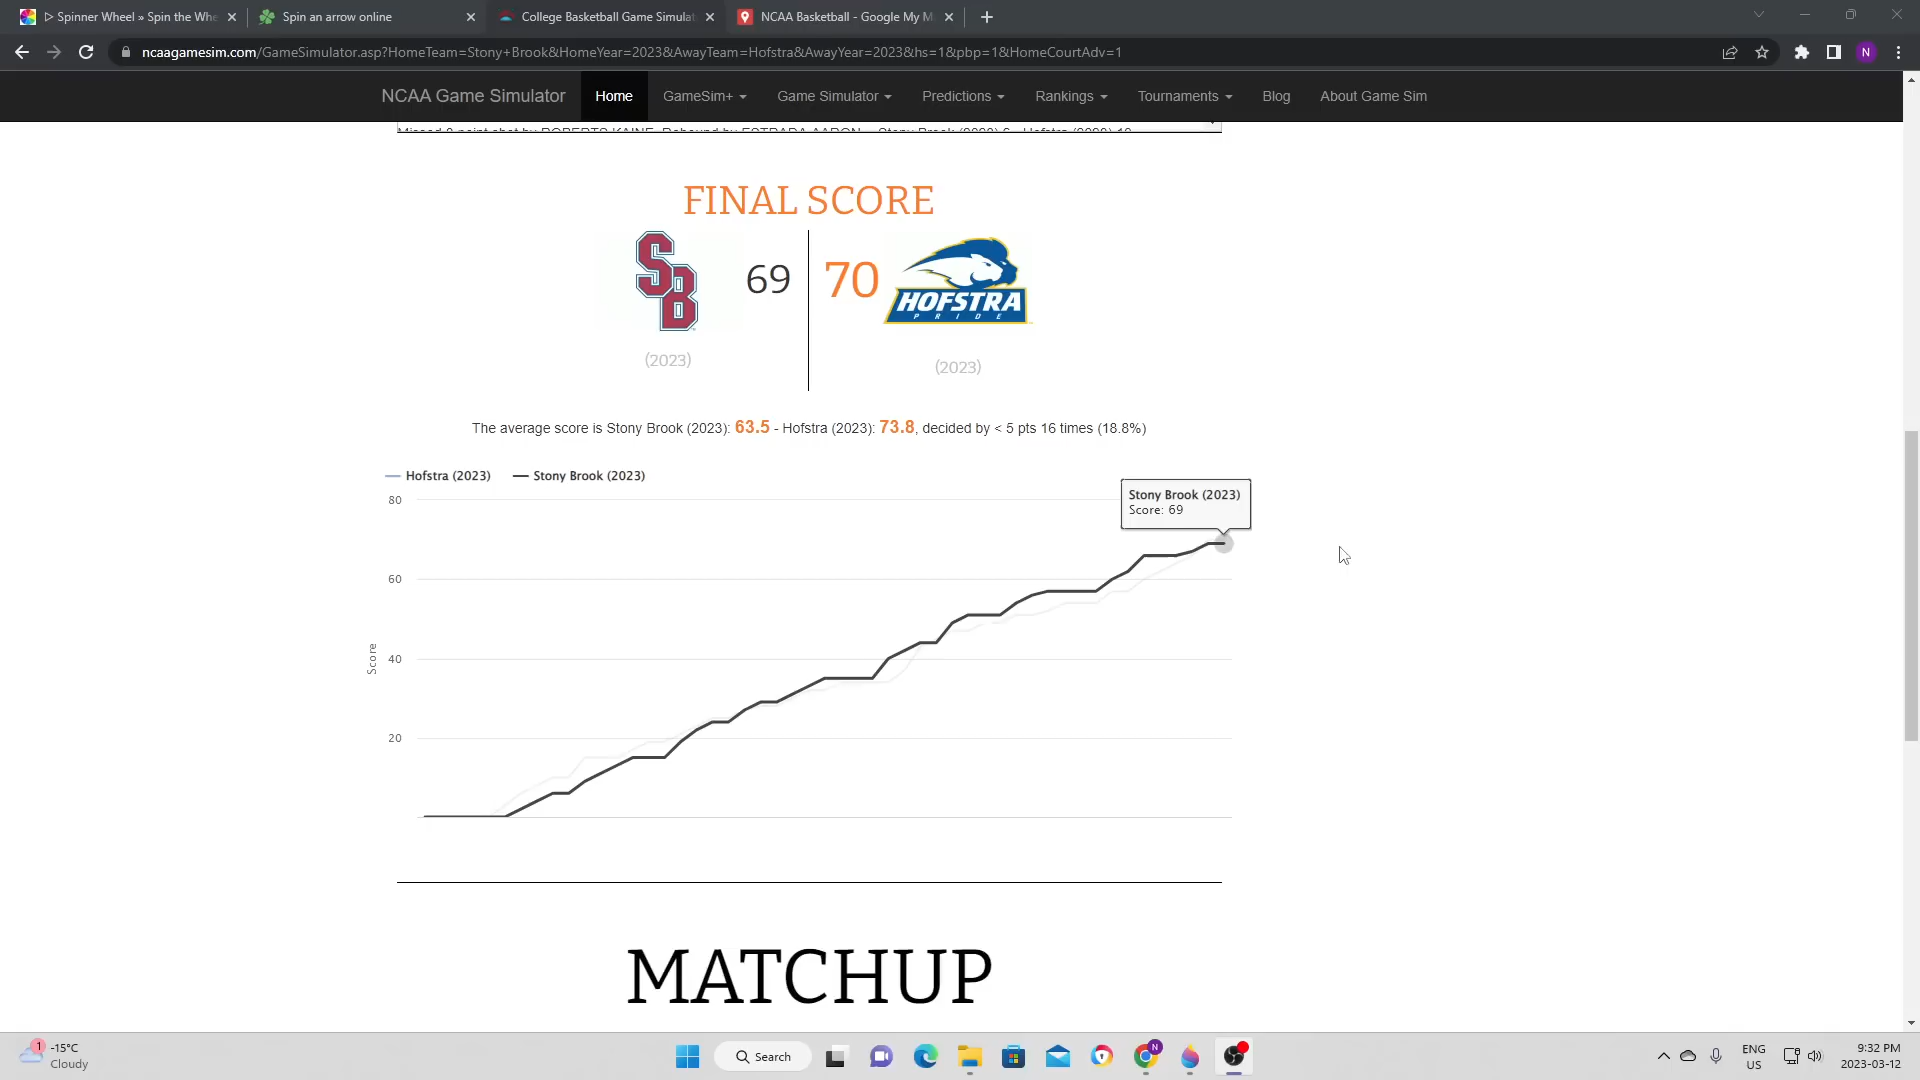 Spinner Wheel » Spin the Whe
Spin an arrow online
College Basketball Game Simulat
NCAA Basketball - Google My M
ncaagamesim.com/GameSimulator.asp?HomeTeam=Stony+Brook&HomeYear=2023&AwayTeam=Hofstra&AwayYear=2023&hs=1&pbp=1&HomeCourtAdv=1
N
NCAA Game Simulator
Home
GameSim+
Game Simulator
Predictions
Rankings
Tournaments
Blog
About Game Sim
FINAL SCORE
SB
69
70
HOFSTRA
PRIDE
(2023)
(2023)
The average score is Stony Brook (2023): 63.5 - Hofstra (2023): 73.8, decided by < 5 pts 16 times (18.8%)
Hofstra (2023)
Stony Brook (2023)
Stony Brook (2023)
Score: 69
80
60
40
20
Score
MATCHUP
1
-15°C
Cloudy
Search
N
ENG
US
9:32 PM
2023-03-12